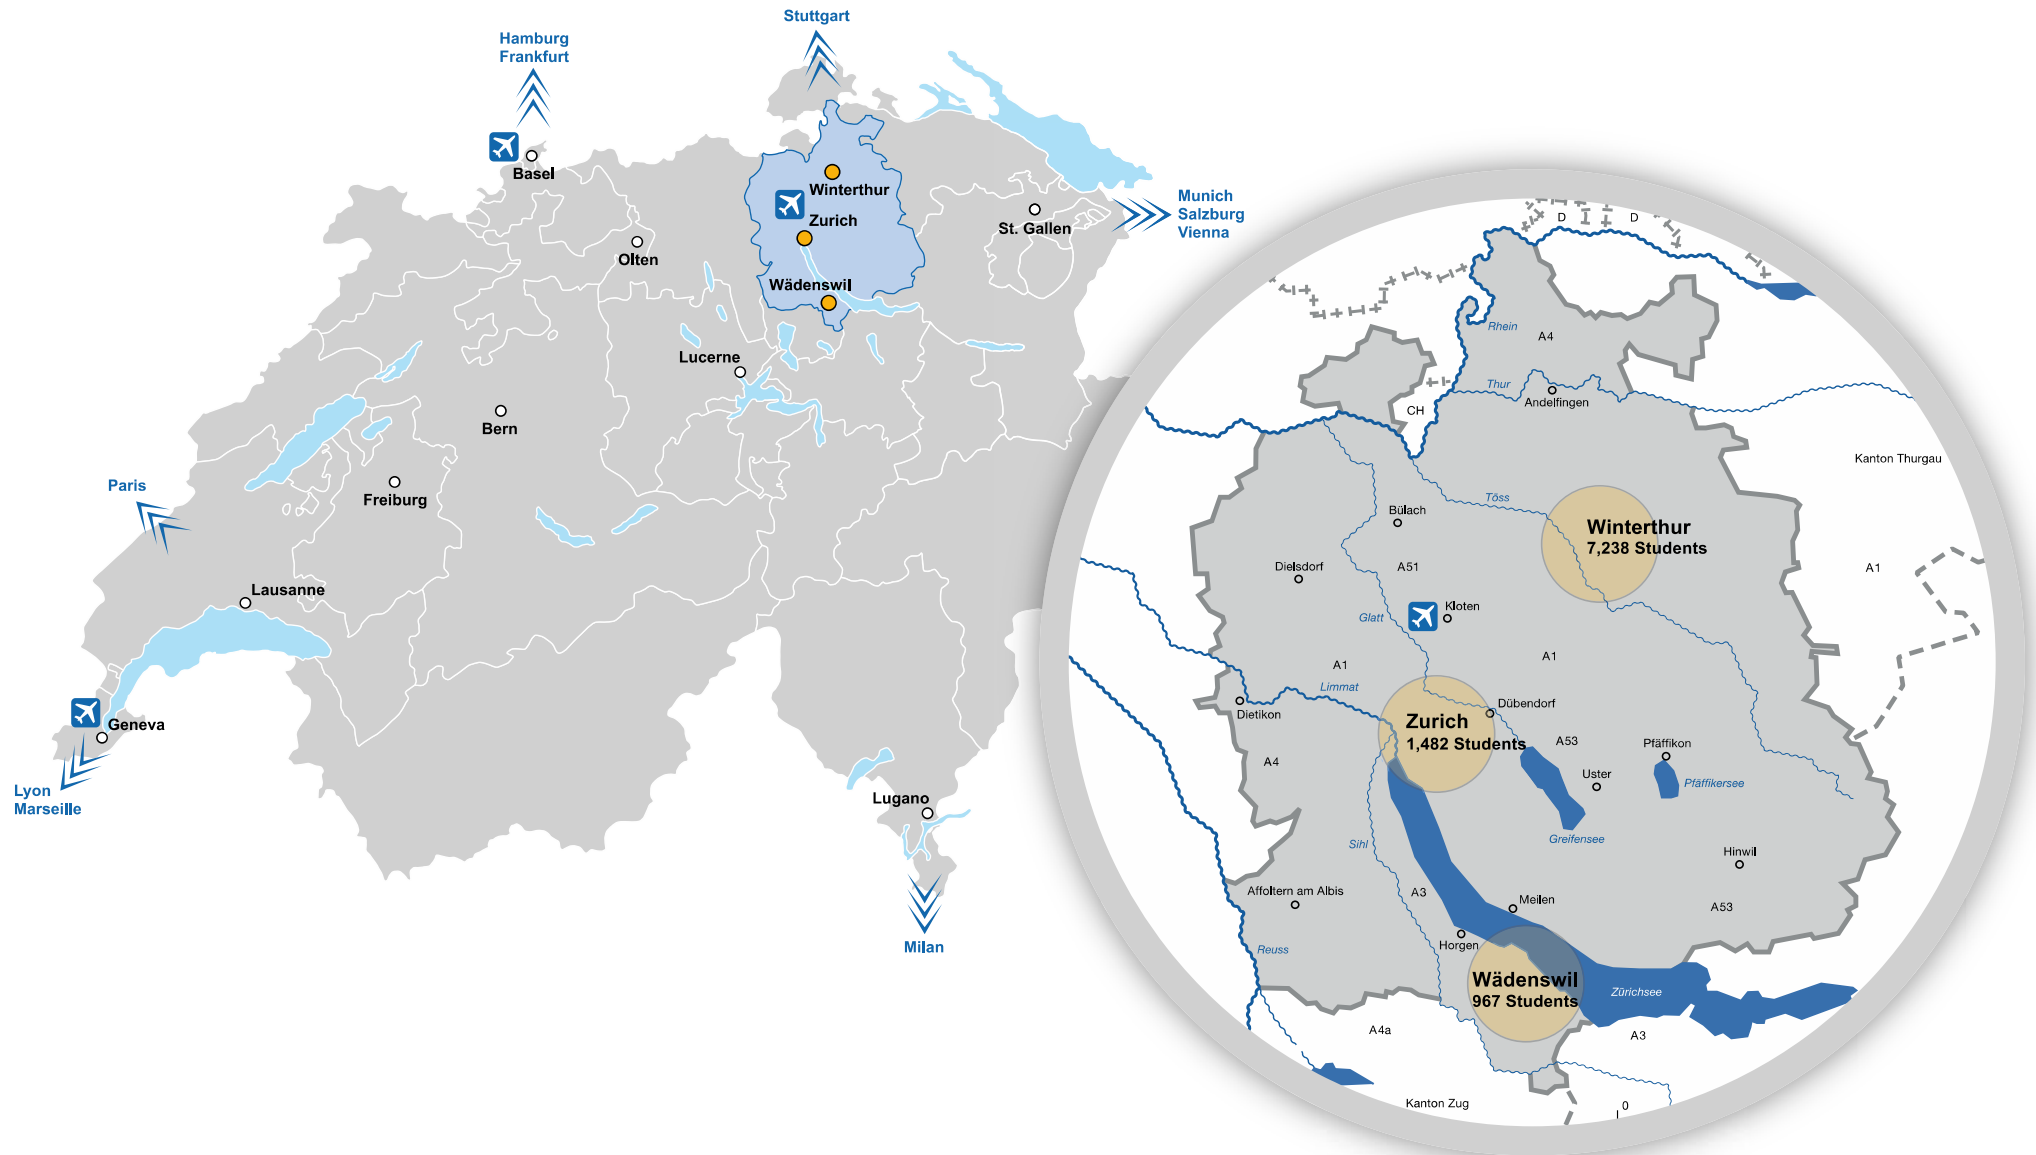 Stuttgart
Hamburg
Frankfurt
Basel
Winterthur
Zurich
Wädenswil
Olten
St. Gallen
Munich
Salzburg
Vienna
Lucerne
Bern
Freiburg
Paris
Lausanne
Geneva
Lyon
Marseille
Lugano
Milan
D
D
Rhein
A4
Thur
Andelfingen
CH
Kanton Thurgau
Töss
Bülach
Winterthur
7,238 Students
Dielsdorf
A51
A1
Kloten
Glatt
A1
A1
Limmat
Dietikon
Zurich
1,482 Students
Dübendorf
A53
Pfäffikon
A4
Uster
Pfäffikersee
Greifensee
Sihl
Hinwil
Affoltern am Albis
A3
Meilen
A53
Horgen
Reuss
Wädenswil
967 Students
Zürichsee
A4a
A3
Kanton Zug
0